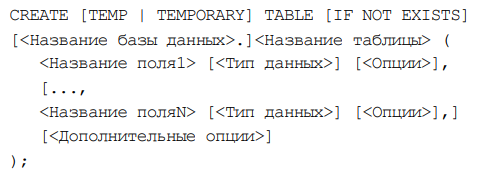 CREATE [TEMP | TEMPORARY] TABLE [IF NOT EXISTS]
[<Название базы данных>.]<Название таблицы> (
<Название поля1> [<Тип данных>] [<Опции>],
[...,
<Название поляN> [<Тип данных>] [<Опции>],]
[<Дополнительные опции>]
);